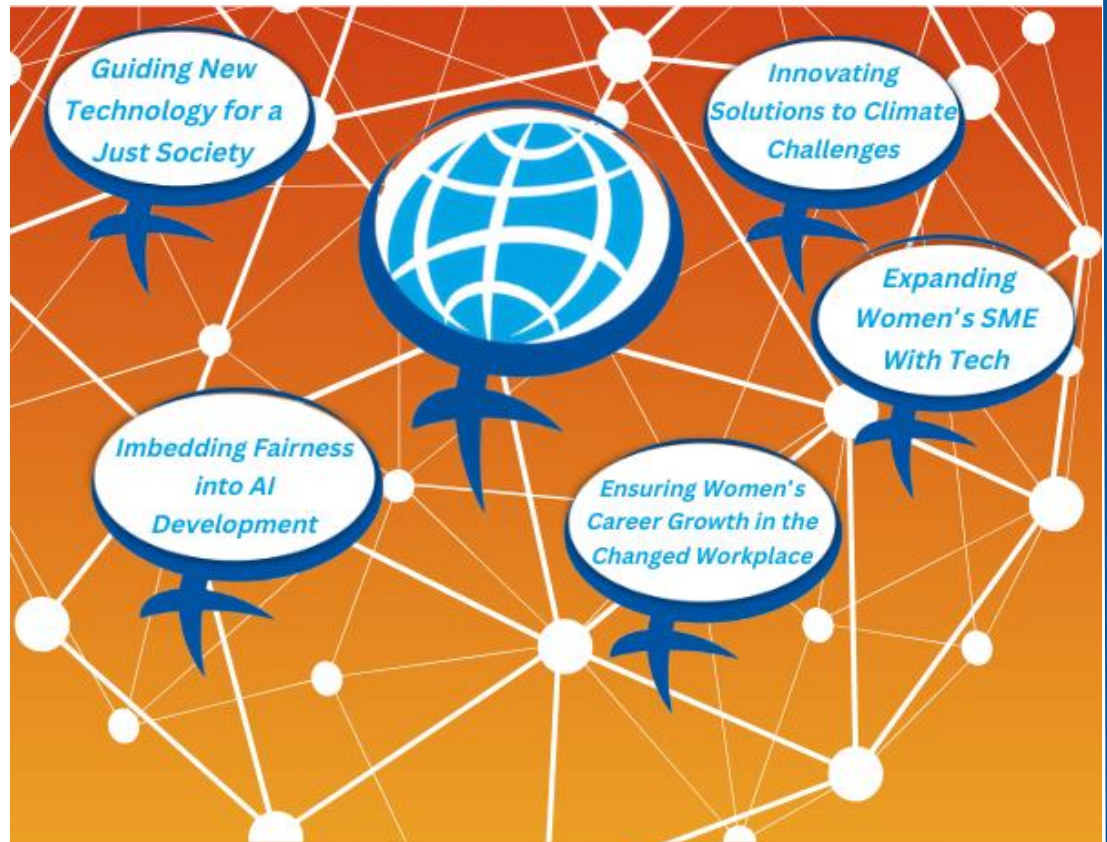 Guiding New
Technology for a
Just Society
Innovating
Solutions to Climate
Challenges
Expanding
Women's SME
With Tech
Imbedding Fairness
into AI
Development
Ensuring Women's
Career Growth in the
Changed Workplace